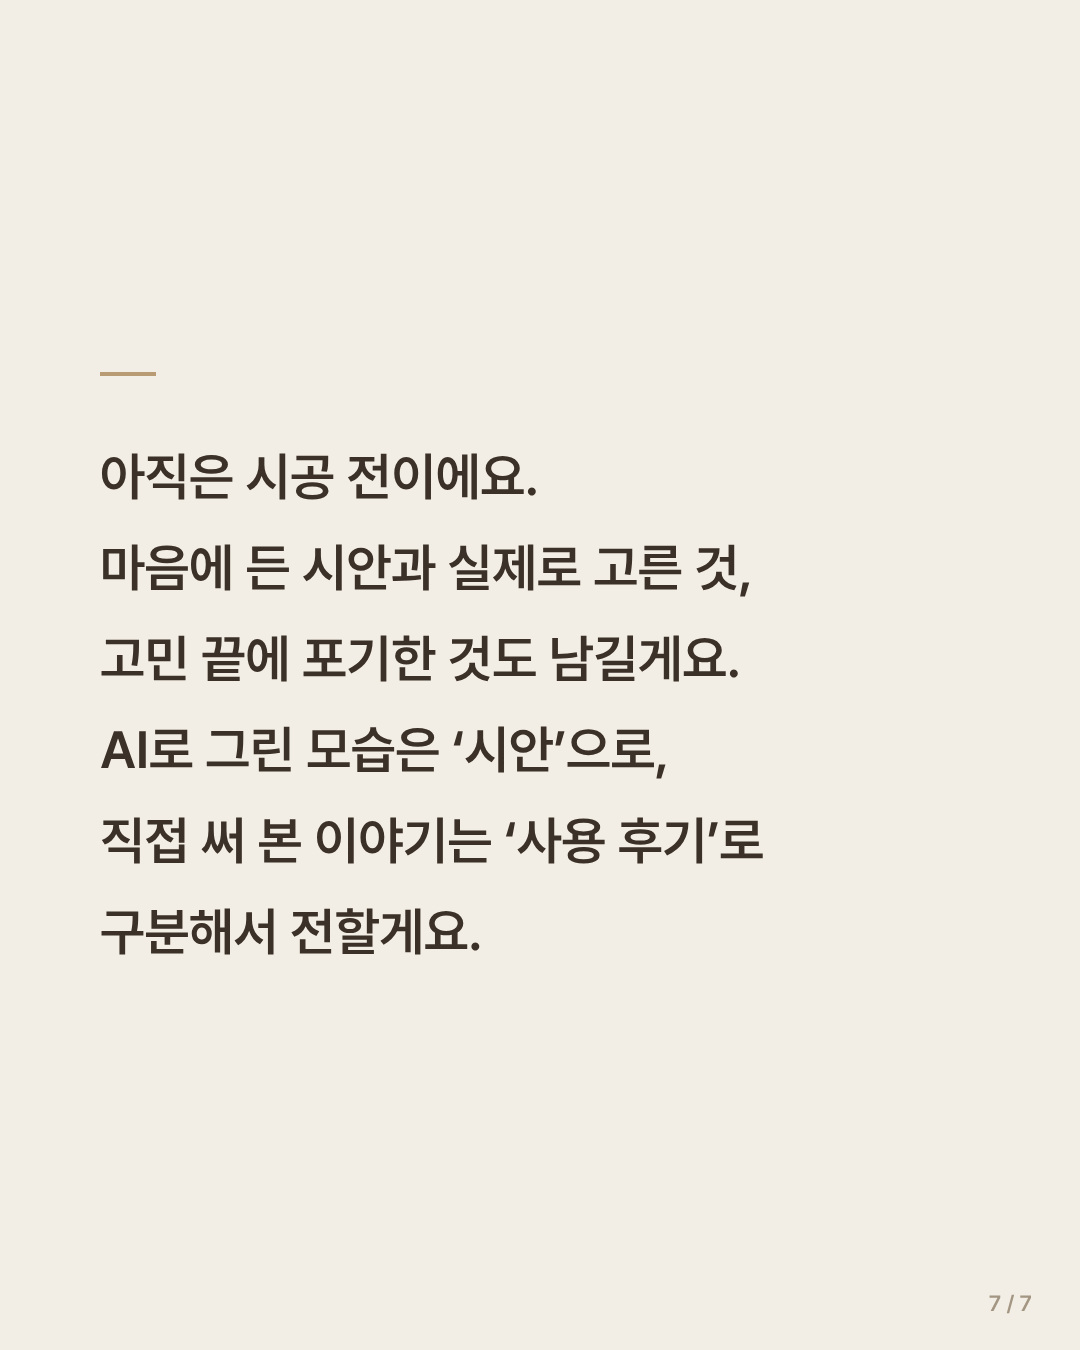 아직은 시공 전이에요.
마음에 든 시안과 실제로 고른 것,
고민 끝에 포기한 것도 남길게요.
AI로 그린 모습은 ‘시안’으로,
직접 써 본 이야기는 ‘사용 후기’로
구분해서 전할게요.
7 / 7